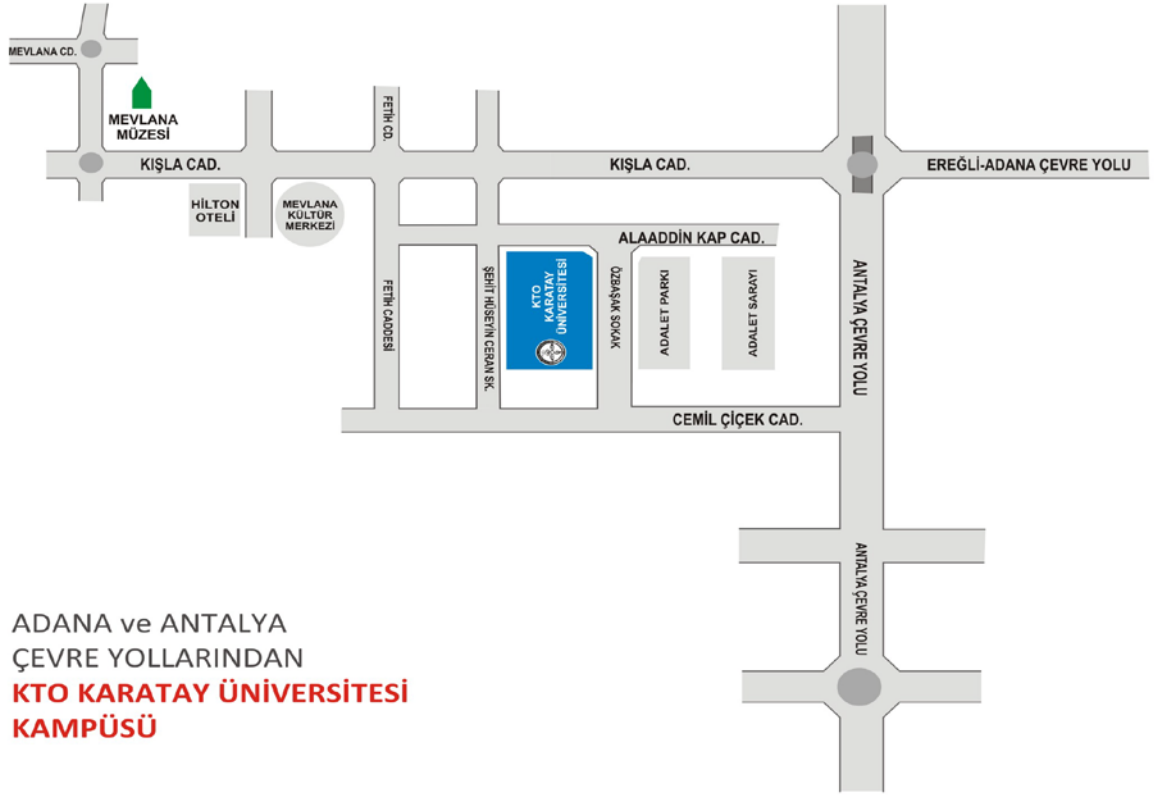 MEVLANA CD.
MEVLANA
MÜZESİ
FETİH CD.
KIŞLA CAD.
KIŞLA CAD.
EREĞLİ-ADANA ÇEVRE YOLU
HİLTON
OTELİ
MEVLANA
KÜLTÜR
MERKEZİ
ALAADDİN KAP CAD.
FETİH CADDESİ
ŞEHİT HÜSEYİN CERAN SK.
KTO
KARATAY
ÜNİVERSİTESİ
ÖZBAŞAK SOKAK
ADALET PARKI
ADALET SARAYI
ANTALYA ÇEVRE YOLU
CEMİL ÇİÇEK CAD.
ANTALYA ÇEVRE YOLU
ADANA ve ANTALYA
ÇEVRE YOLLARINDAN
KTO KARATAY ÜNİVERSİTESİ
KAMPÜSÜ